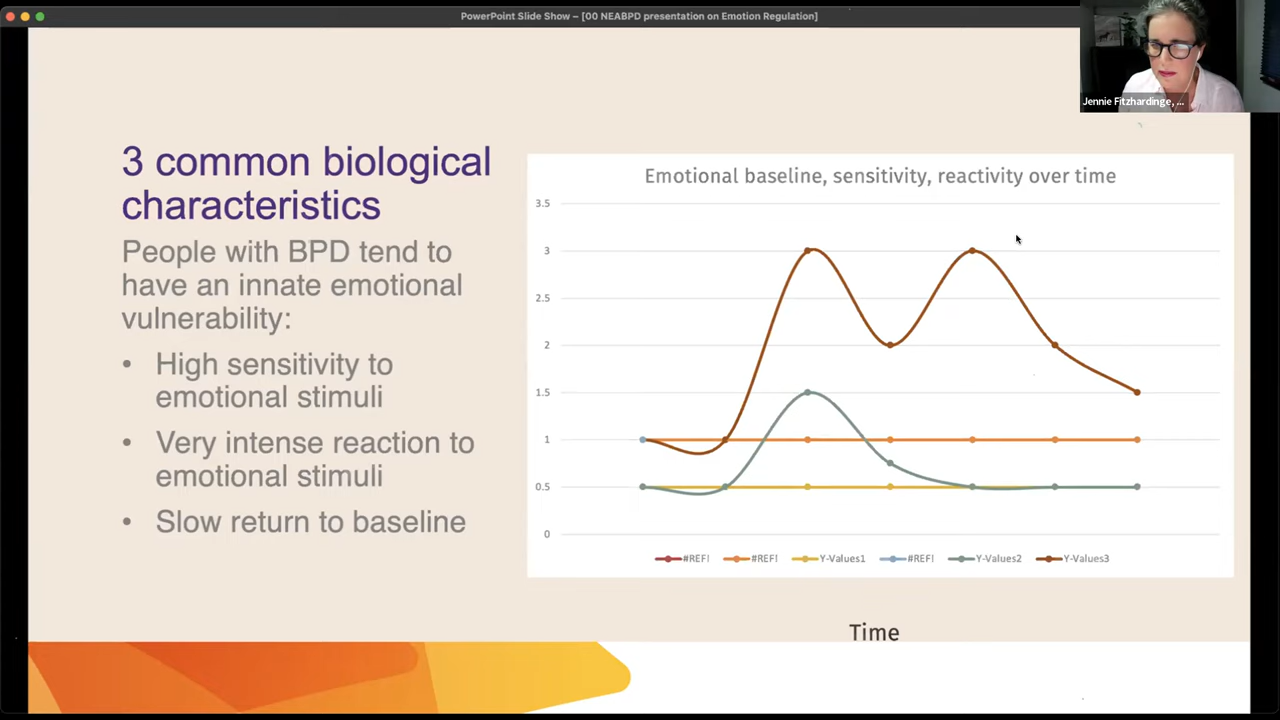 PowerPoint Slide Show – [00 NEABPD presentation on Emotion Regulation]
Jennie Fitzhardinge, ...
3 common biological
characteristics
People with BPD tend to
have an innate emotional
vulnerability:
• High sensitivity to
emotional stimuli
• Very intense reaction to
emotional stimuli
• Slow return to baseline
Emotional baseline, sensitivity, reactivity over time
3.5
3
2.5
2
1.5
1
0.5
0
#REF! #REF! Y-Values1 #REF! Y-Values2 Y-Values3
Time